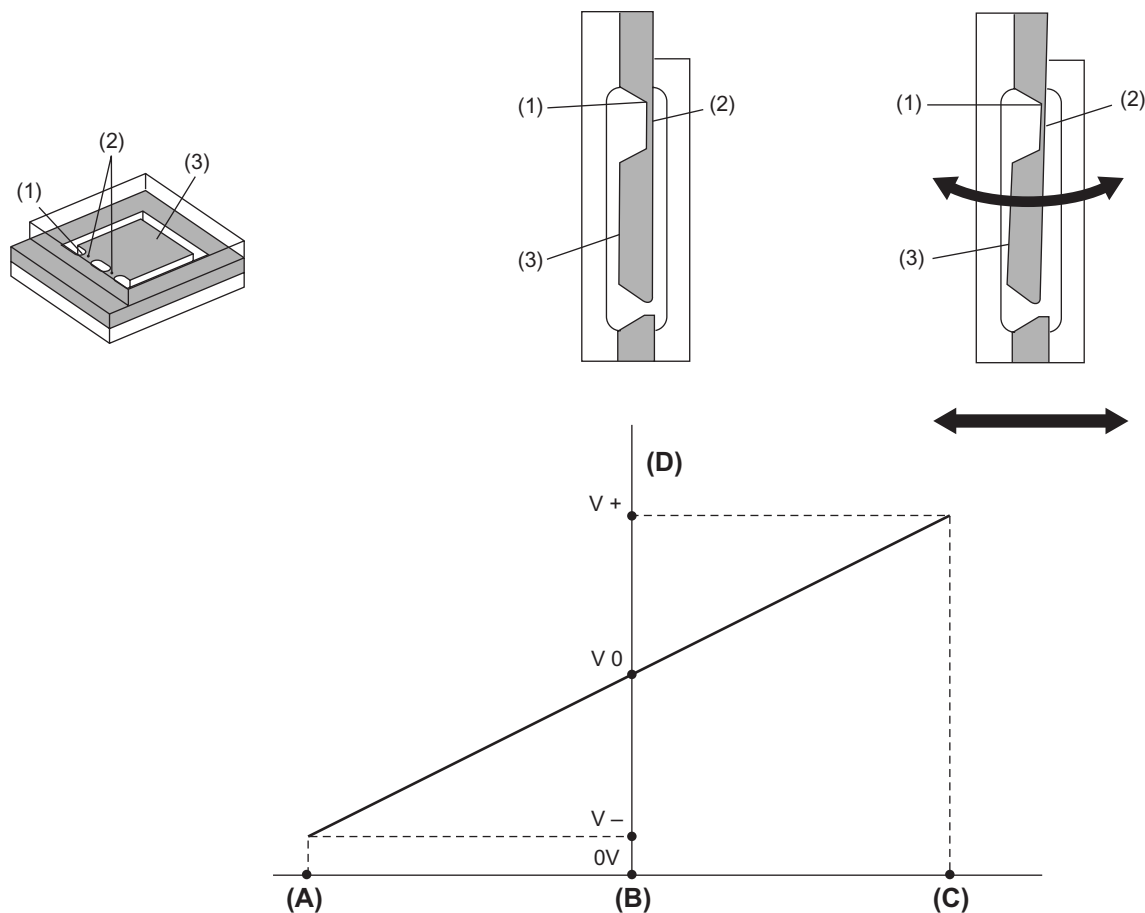 (1)
(2)
(3)
(1)
(2)
(3)
(1)
(2)
(3)
(D)
V +
V 0
V –
0V
(A)
(B)
(C)